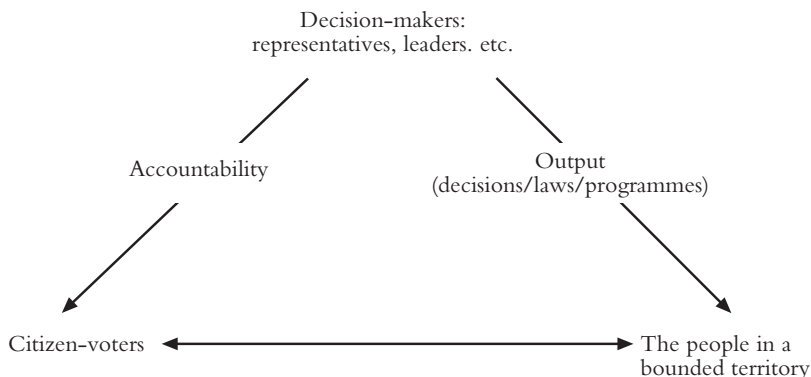 Decision-makers:
representatives, leaders. etc.
Accountability
Output
(decisions/laws/programmes)
Citizen-voters
The people in a
bounded territory